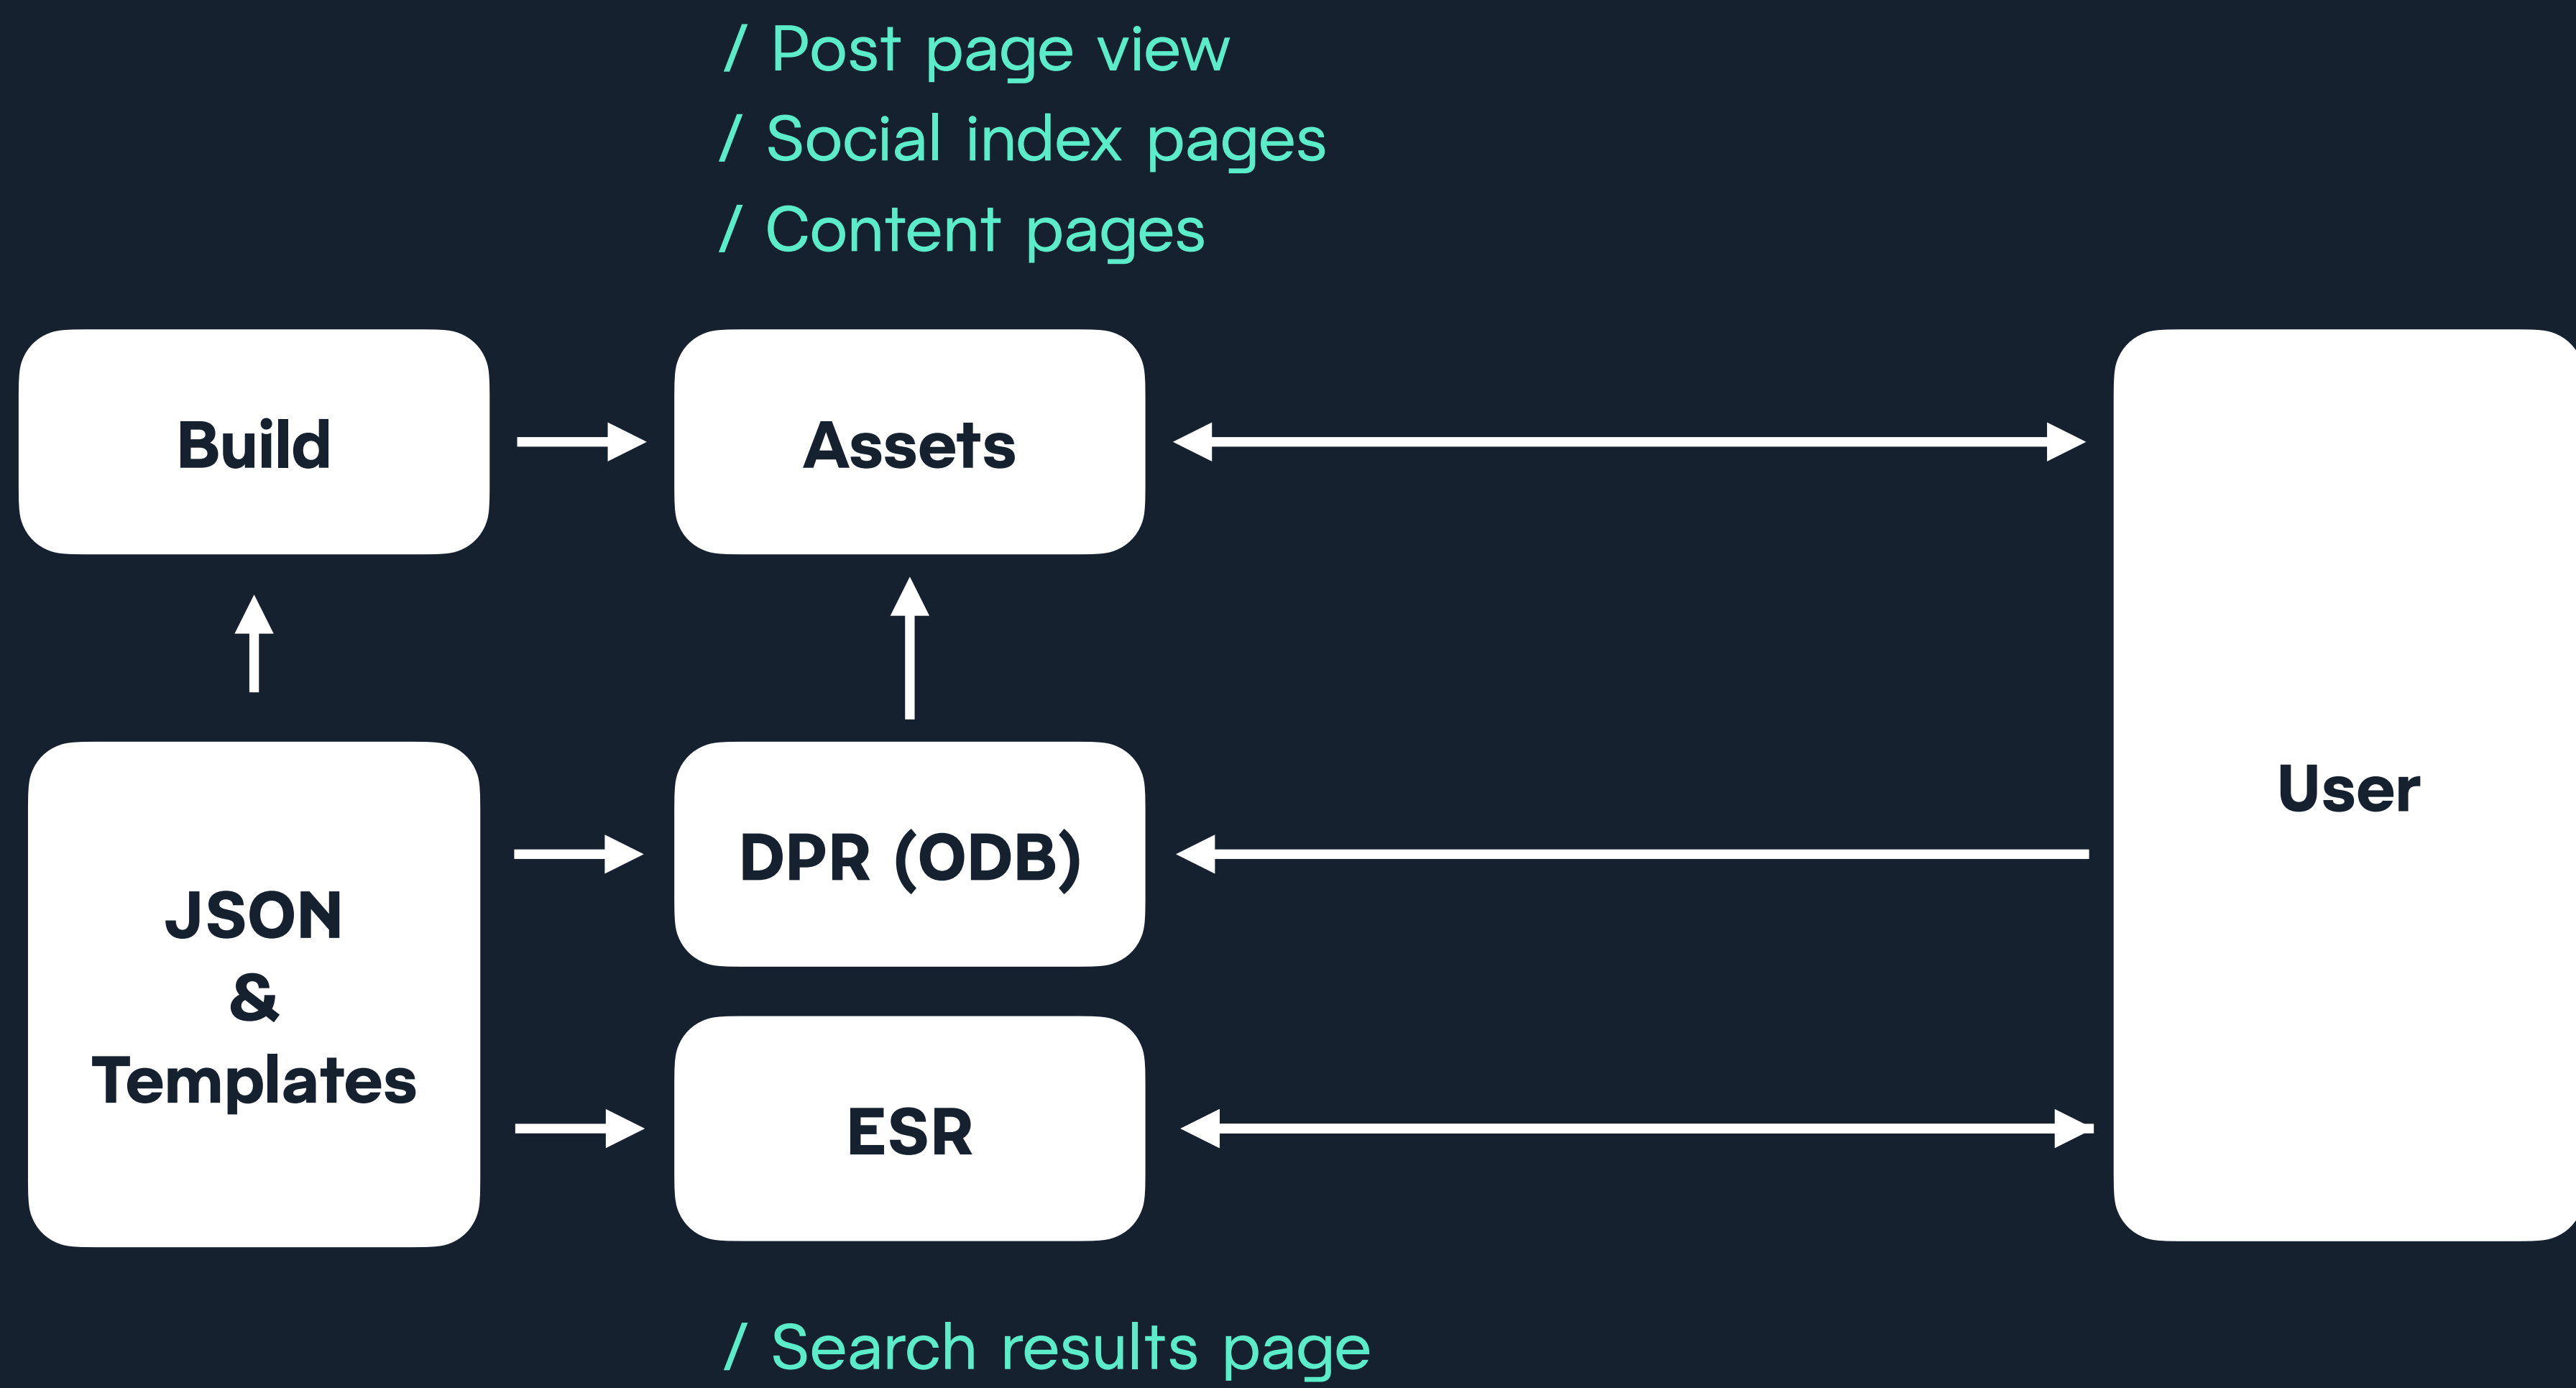 / Post page view
/ Social index pages
/ Content pages
Build
Assets
User
JSON
&
Templates
DPR (ODB)
ESR
/ Search results page